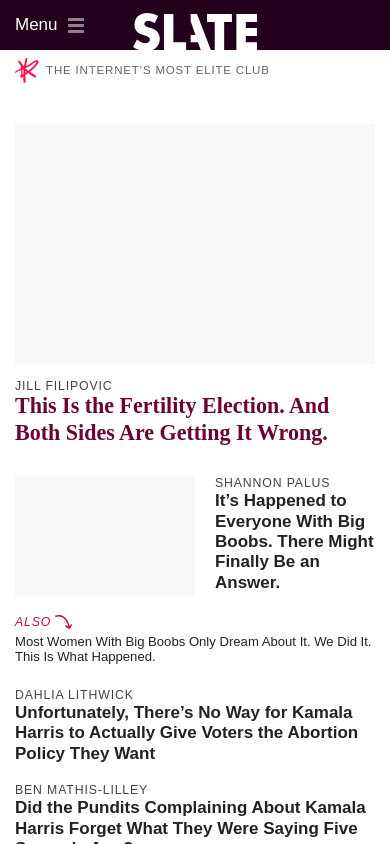 Menu
SLATE
THE INTERNET’S MOST ELITE CLUB
JILL FILIPOVIC
This Is the Fertility Election. And
Both Sides Are Getting It Wrong.
SHANNON PALUS
It’s Happened to
Everyone With Big
Boobs. There Might
Finally Be an
Answer.
ALSO
Most Women With Big Boobs Only Dream About It. We Did It.
This Is What Happened.
DAHLIA LITHWICK
Unfortunately, There’s No Way for Kamala
Harris to Actually Give Voters the Abortion
Policy They Want
BEN MATHIS-LILLEY
Did the Pundits Complaining About Kamala
Harris Forget What They Were Saying Five